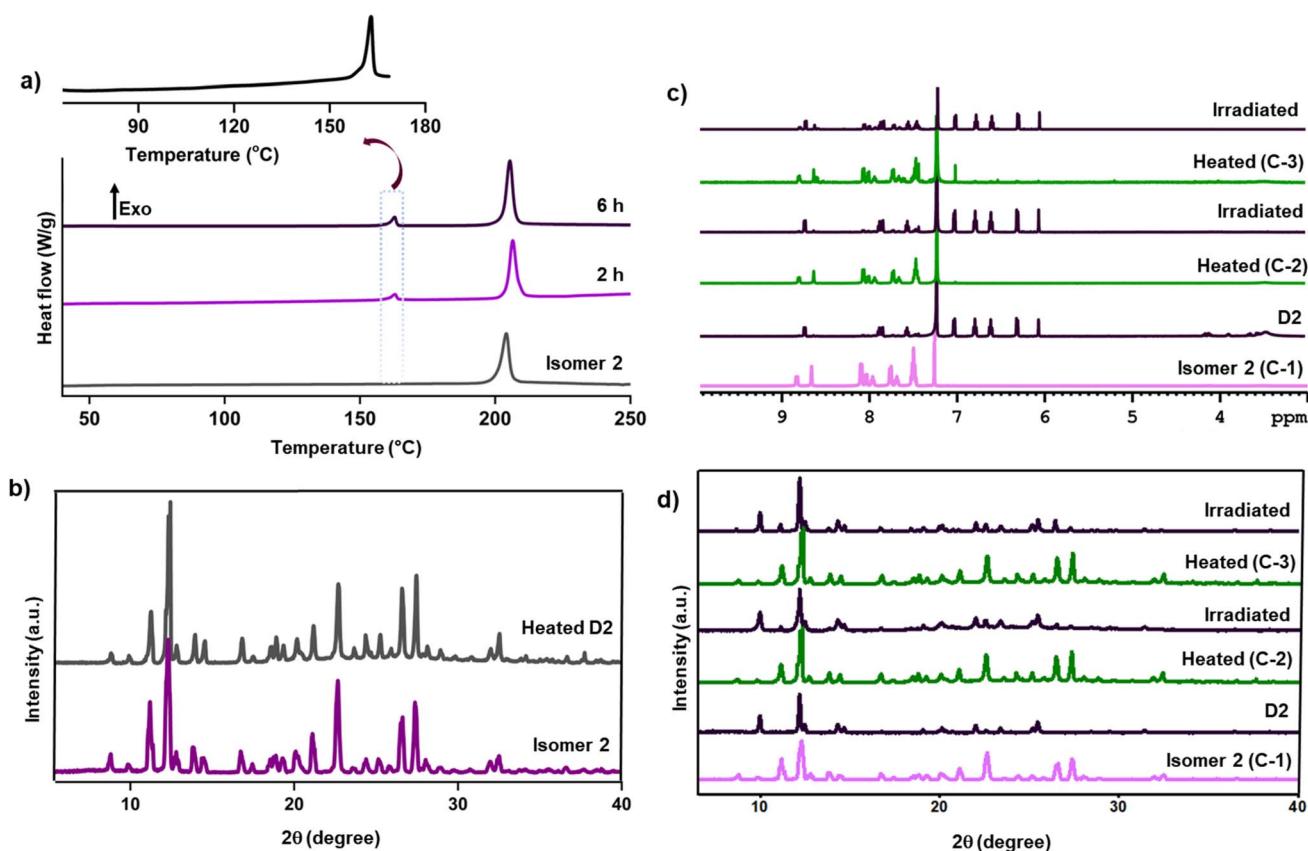 a)
90
120
150
180
Temperature (°C)
Exo
6 h
2 h
Isomer 2
Heat flow (W/g)
50
100
150
200
250
Temperature (°C)
b)
Heated D2
Isomer 2
Intensity (a.u.)
10
20
30
40
2θ (degree)
c)
Irradiated
Heated (C-3)
Irradiated
Heated (C-2)
D2
Isomer 2 (C-1)
9
8
7
6
5
4
ppm
d)
Irradiated
Heated (C-3)
Irradiated
Heated (C-2)
D2
Isomer 2 (C-1)
Intensity (a.u.)
10
20
30
40
2θ (degree)